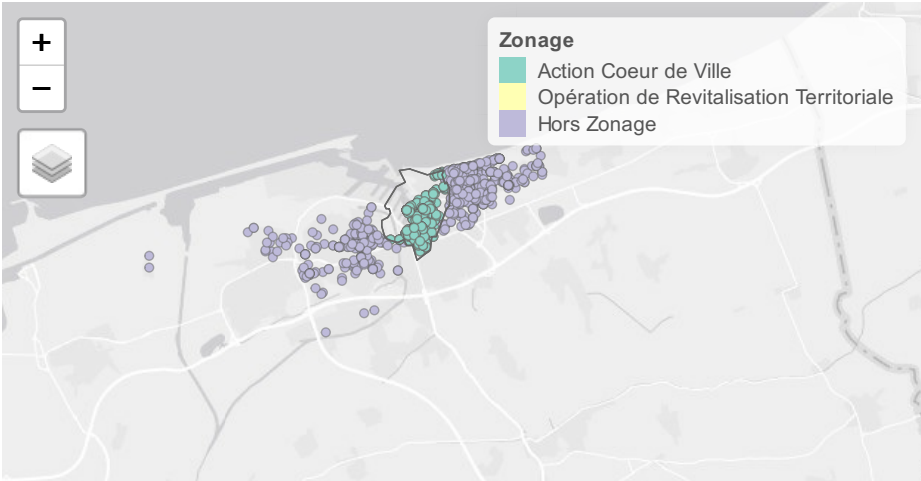 +
−
Zonage
Action Coeur de Ville
Opération de Revitalisation Territoriale
Hors Zonage